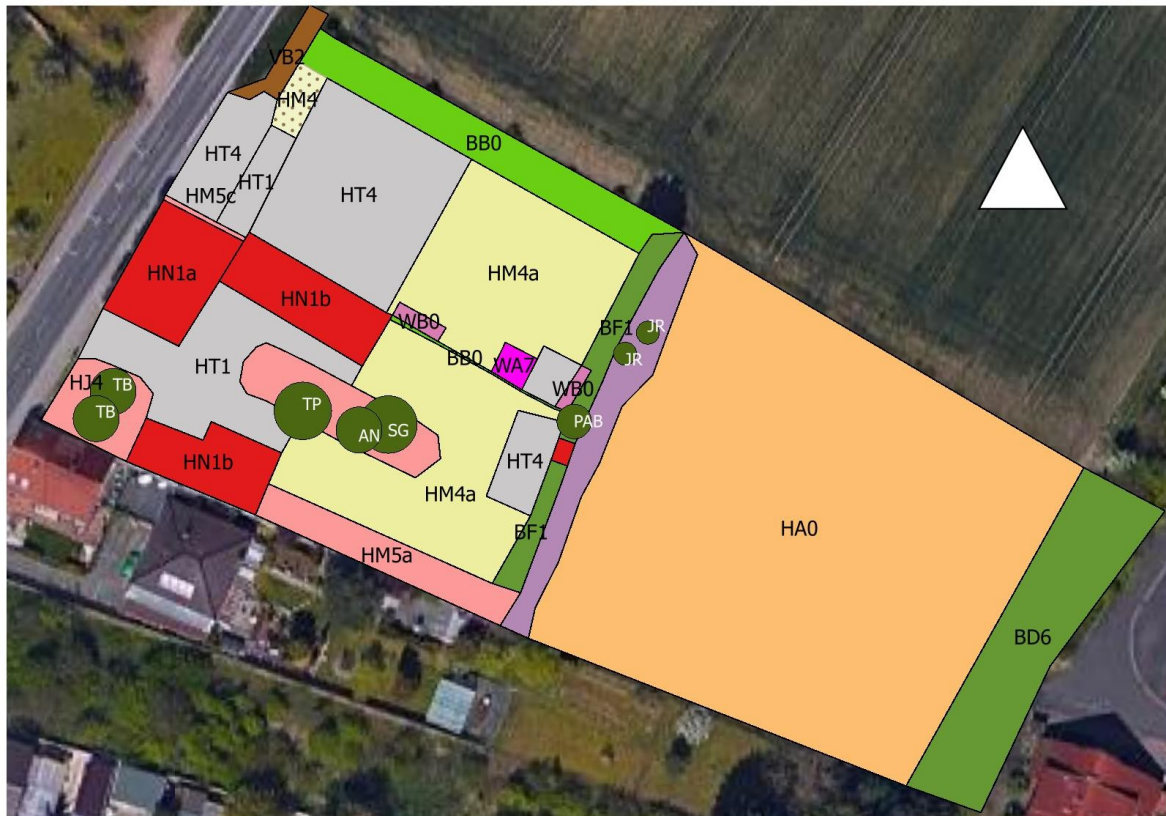 VB2
HM4
BB0
HT4
HT1
HM5c
HT4
HM4a
HN1a
HN1b
WB0
BF1
JR
JR
BB0
WA7
WB0
HT1
HJ4
TB
TB
TP
AN
SG
PAB
HN1b
HT4
HM4a
BF1
HM5a
HA0
BD6